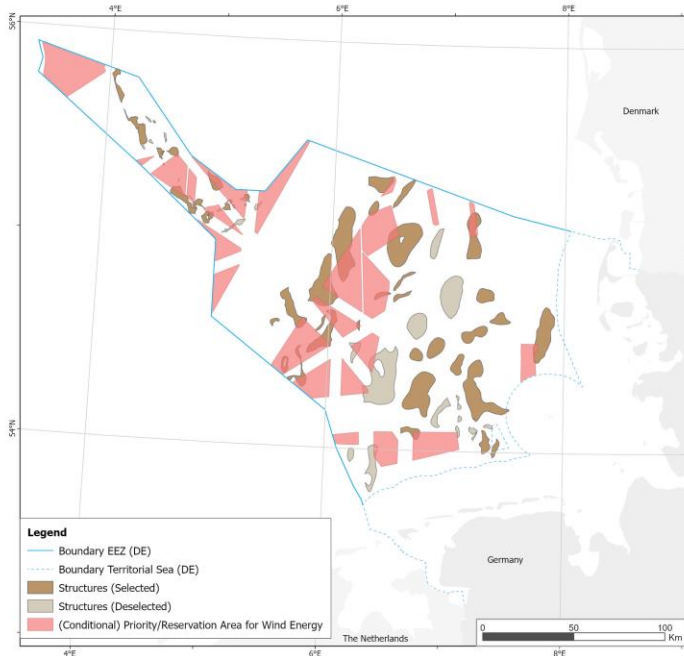 4°E
6°E
8°E
56°N
Denmark
54°N
Legend
Boundary EEZ (DE)
Boundary Territorial Sea (DE)
Structures (Selected)
Structures (Deselected)
(Conditional) Priority/Reservation Area for Wind Energy
Germany
The Netherlands
0 50 100
Km
4°E
6°E
8°E